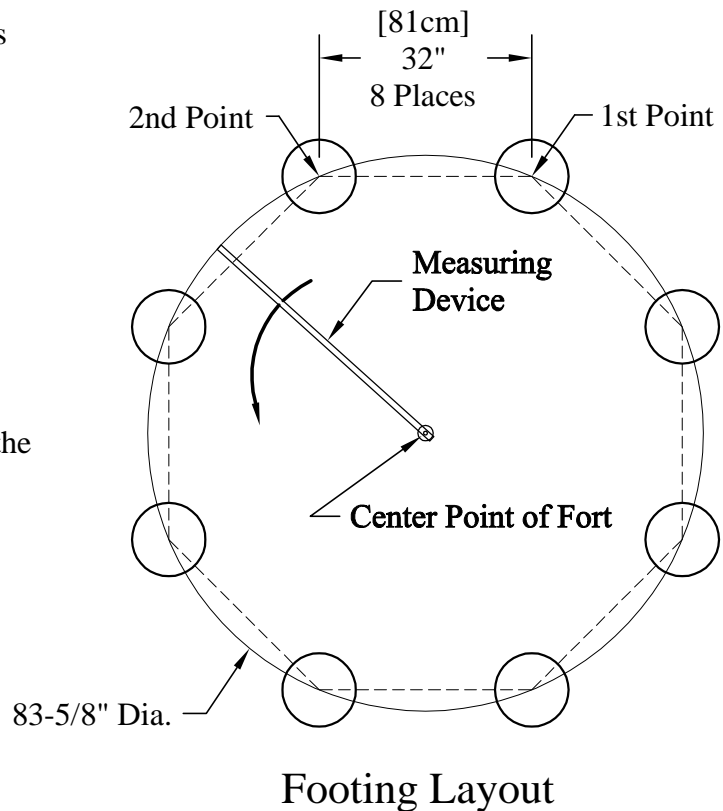 s
[81cm]
32"
8 Places
2nd Point
1st Point
Measuring
Device
the
Center Point of Fort
83-5/8" Dia.
Footing Layout